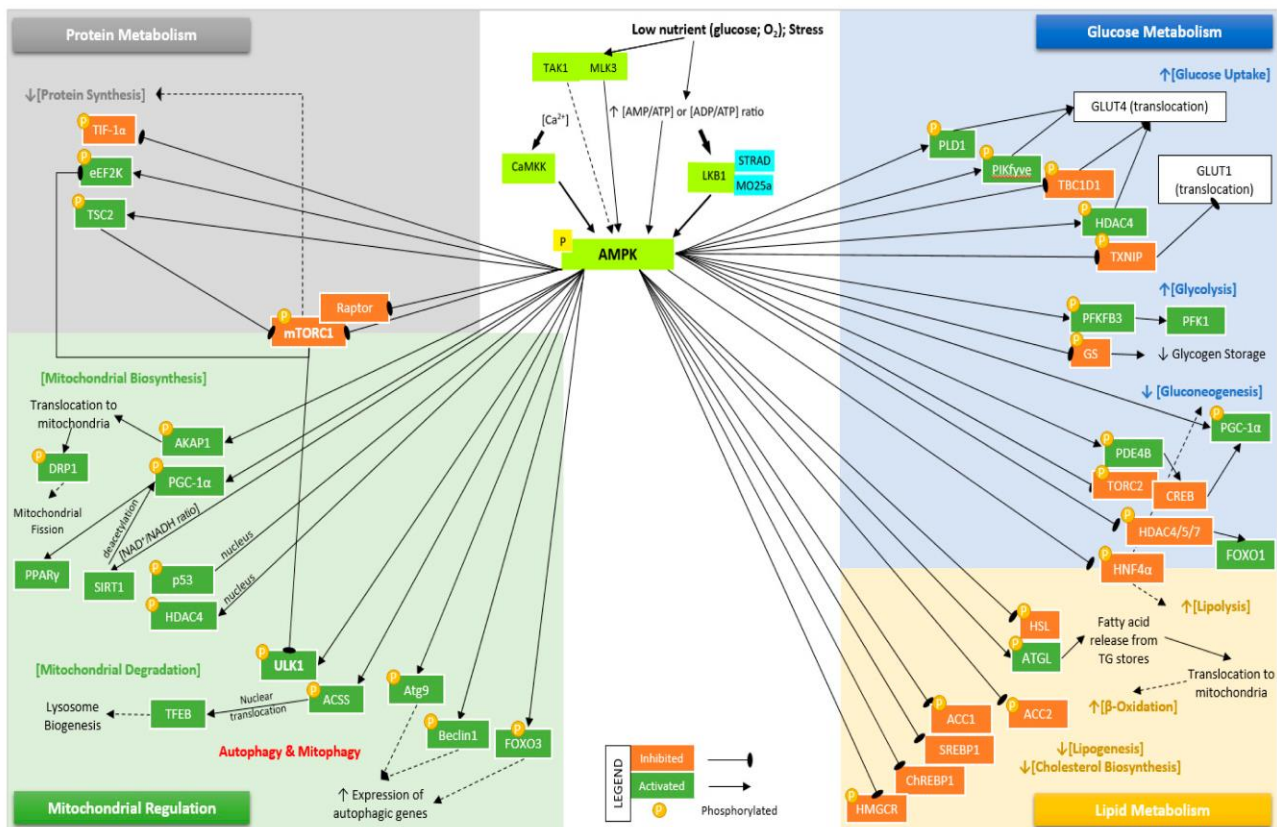 Protein Metabolism
Low nutrient (glucose; O₂); Stress
Glucose Metabolism
TAK1
MLK3
↑[Glucose Uptake]
↓[Protein Synthesis]
GLUT4 (translocation)
P
TIF-1α
[Ca²⁺]
↑ [AMP/ATP] or [ADP/ATP] ratio
P
PLD1
P
eEF2K
CaMKK
LKB1
STRAD
MO25a
P
PIKfyve
P
TBC1D1
GLUT1
(translocation)
P
TSC2
P
HDAC4
P
AMPK
P
TXNIP
Raptor
P
mTORC1
↑[Glycolysis]
P
PFKFB3
PFK1
P
GS
↓ Glycogen Storage
[Mitochondrial Biosynthesis]
↓ [Gluconeogenesis]
Translocation to
mitochondria
P
AKAP1
P
PGC-1α
P
DRP1
P
PGC-1α
P
PDE4B
P
TORC2
CREB
Mitochondrial
Fission
deacetylation
[NAD⁺/NADH ratio]
P
HDAC4/5/7
FOXO1
PPARγ
SIRT1
P
p53
nucleus
P
HNF4α
P
HDAC4
nucleus
↑[Lipolysis]
P
HSL
P
ATGL
Fatty acid
release from
TG stores
[Mitochondrial Degradation]
P
ULK1
Translocation to
mitochondria
Lysosome
Biogenesis
TFEB
Nuclear
translocation
P
ACSS
P
Atg9
↑[β-Oxidation]
P
ACC1
P
ACC2
Autophagy & Mitophagy
P
Beclin1
P
FOXO3
SREBP1
↓[Lipogenesis]
↓[Cholesterol Biosynthesis]
ChREBP1
P
HMGCR
↑ Expression of
autophagic genes
LEGEND
Inhibited
Activated
P
Phosphorylated
Mitochondrial Regulation
Lipid Metabolism